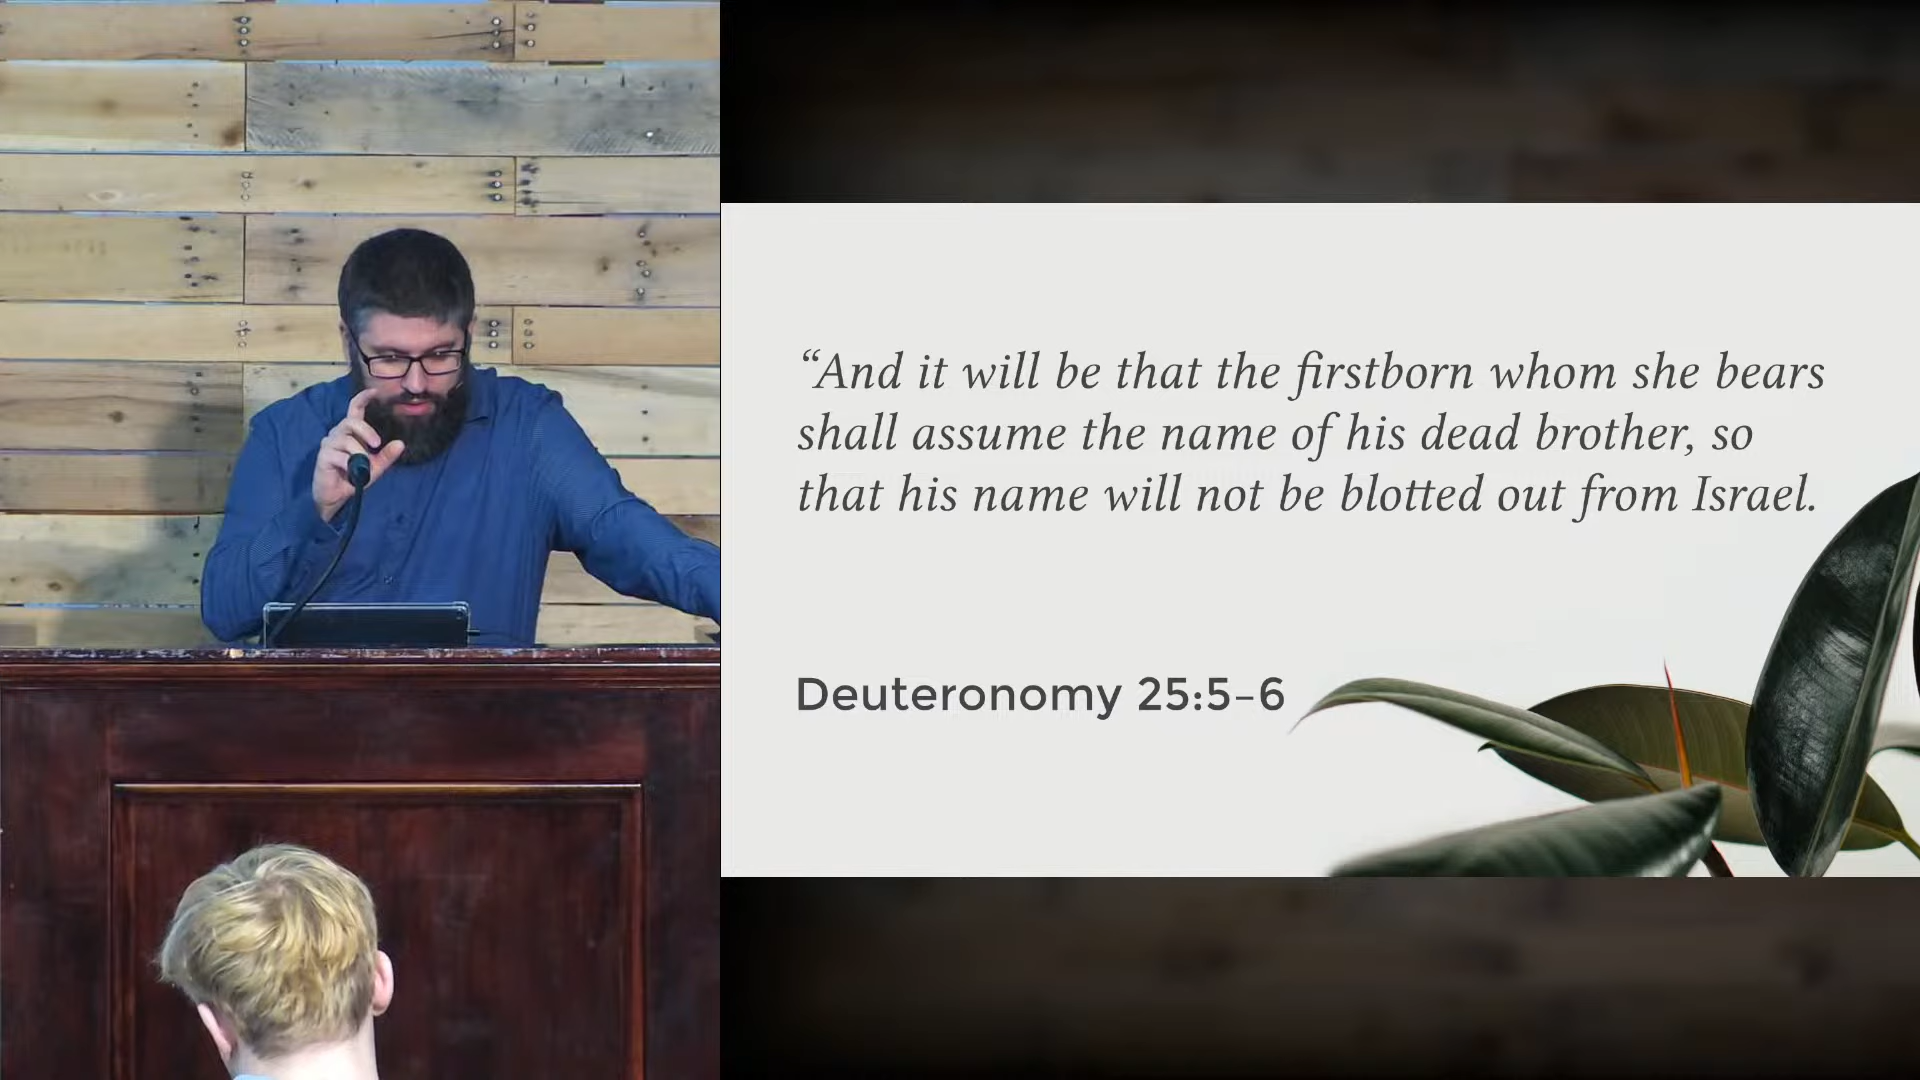 “And it will be that the firstborn whom she bears
shall assume the name of his dead brother, so
that his name will not be blotted out from Israel.
Deuteronomy 25:5–6